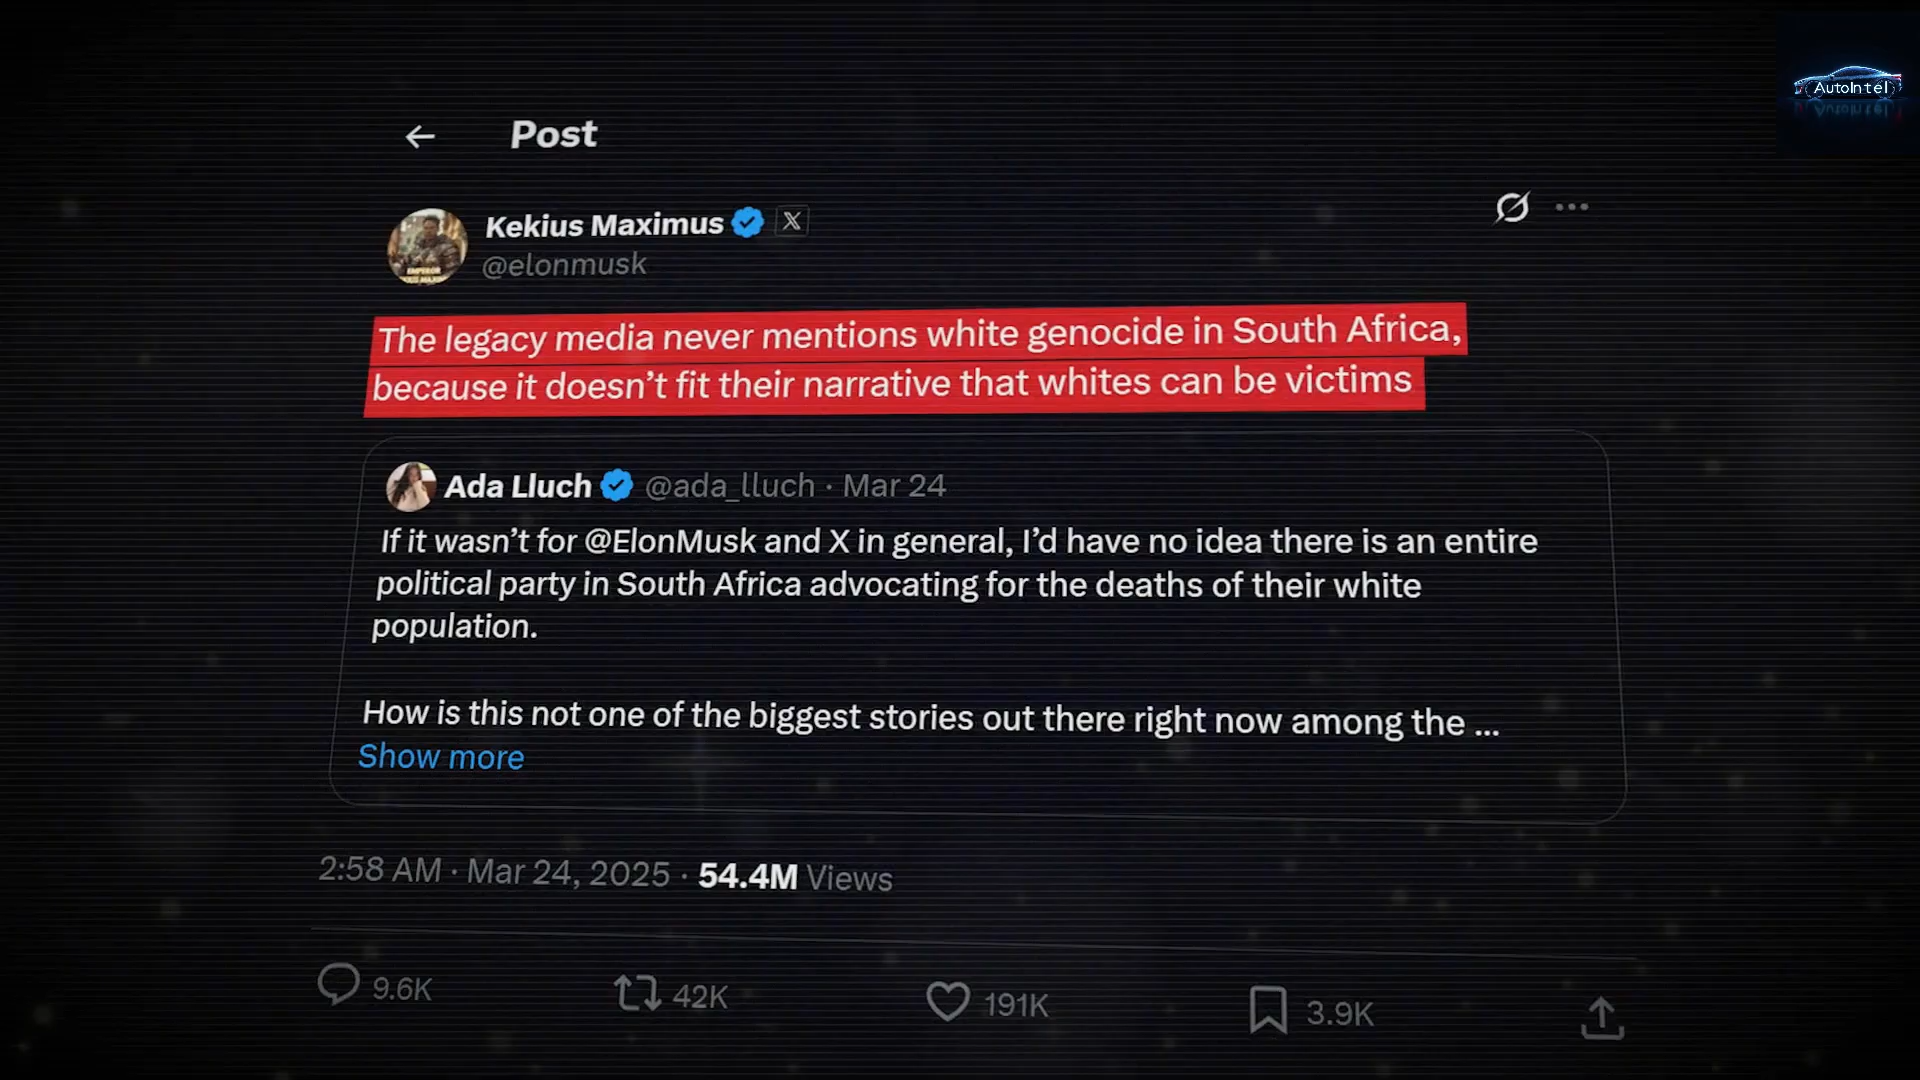 AutoIntel
Post
Kekius Maximus
@elonmusk
The legacy media never mentions white genocide in South Africa,
because it doesn't fit their narrative that whites can be victims
Ada Lluch @ada_lluch · Mar 24
If it wasn't for @ElonMusk and X in general, I'd have no idea there is an entire
political party in South Africa advocating for the deaths of their white
population.
How is this not one of the biggest stories out there right now among the ...
Show more
2:58 AM · Mar 24, 2025 · 54.4M Views
9.6K 42K 191K 3.9K